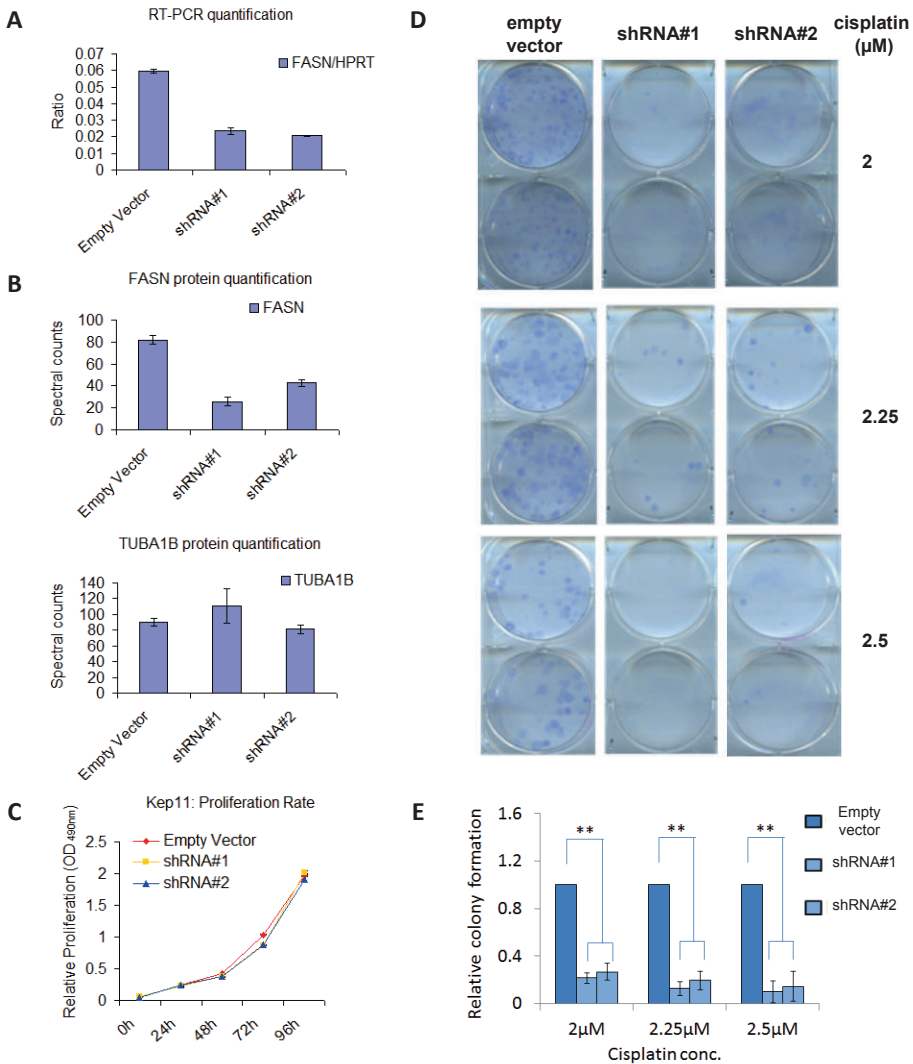 A
RT-PCR quantification
FASN/HPRT
Ratio
0.07
0.06
0.05
0.04
0.03
0.02
0.01
0
Empty Vector
shRNA#1
shRNA#2
B
FASN protein quantification
FASN
Spectral counts
100
80
60
40
20
0
Empty Vector
shRNA#1
shRNA#2
TUBA1B protein quantification
TUBA1B
Spectral counts
140
120
100
80
60
40
20
0
Empty Vector
shRNA#1
shRNA#2
C
Kep11: Proliferation Rate
Empty Vector
shRNA#1
shRNA#2
Relative Proliferation (OD 490nm)
2.5
2
1.5
1
0.5
0
0h
24h
48h
72h
96h
D
empty
vector
shRNA#1
shRNA#2
cisplatin
(µM)
2
2.25
2.5
E
Relative colony formation
1.6
1.2
0.8
0.4
0
**
**
**
Empty
vector
shRNA#1
shRNA#2
2µM
2.25µM
2.5µM
Cisplatin conc.